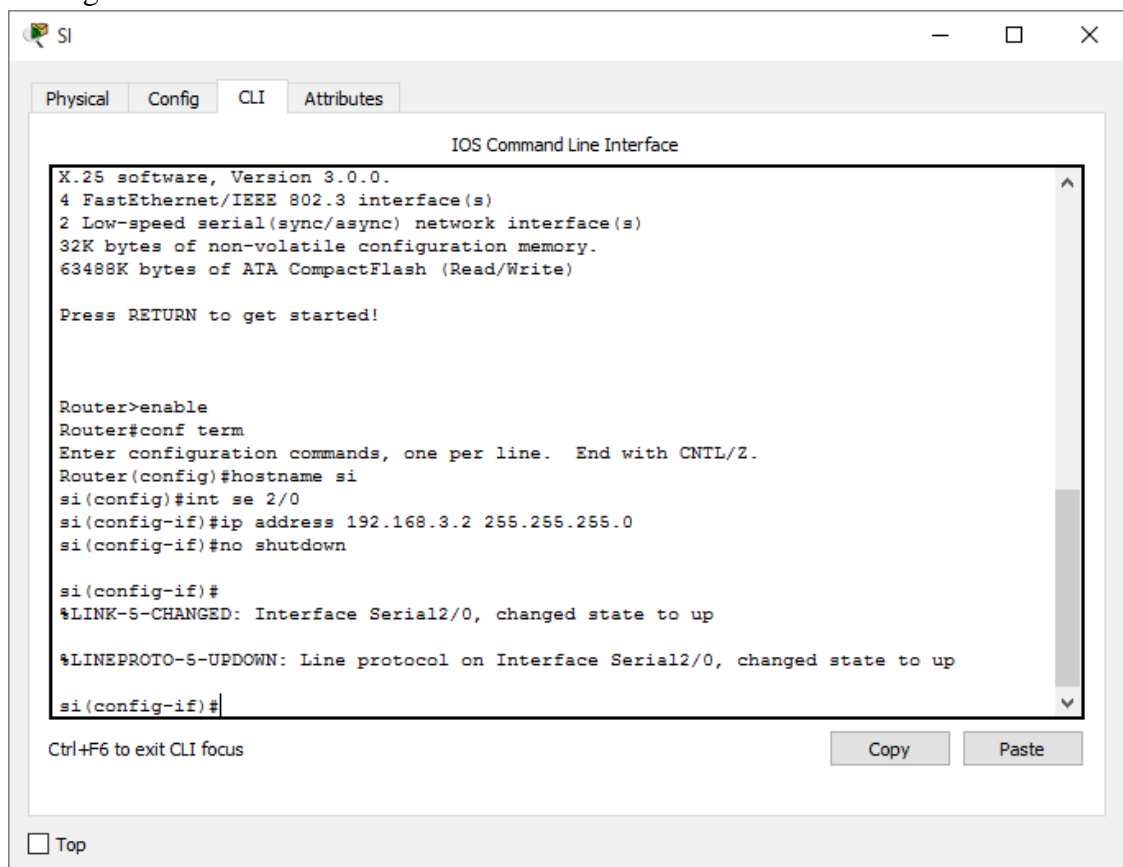 SI
Physical Config CLI Attributes
IOS Command Line Interface
X.25 software, Version 3.0.0.
4 FastEthernet/IEEE 802.3 interface(s)
2 Low-speed serial(sync/async) network interface(s)
32K bytes of non-volatile configuration memory.
63488K bytes of ATA CompactFlash (Read/Write)
Press RETURN to get started!
Router>enable
Router#conf term
Enter configuration commands, one per line.  End with CNTL/Z.
Router(config)#hostname si
si(config)#int se 2/0
si(config-if)#ip address 192.168.3.2 255.255.255.0
si(config-if)#no shutdown
si(config-if)#
%LINK-5-CHANGED: Interface Serial2/0, changed state to up
%LINEPROTO-5-UPDOWN: Line protocol on Interface Serial2/0, changed state to up
si(config-if)#
Ctrl+F6 to exit CLI focus Copy Paste
Top